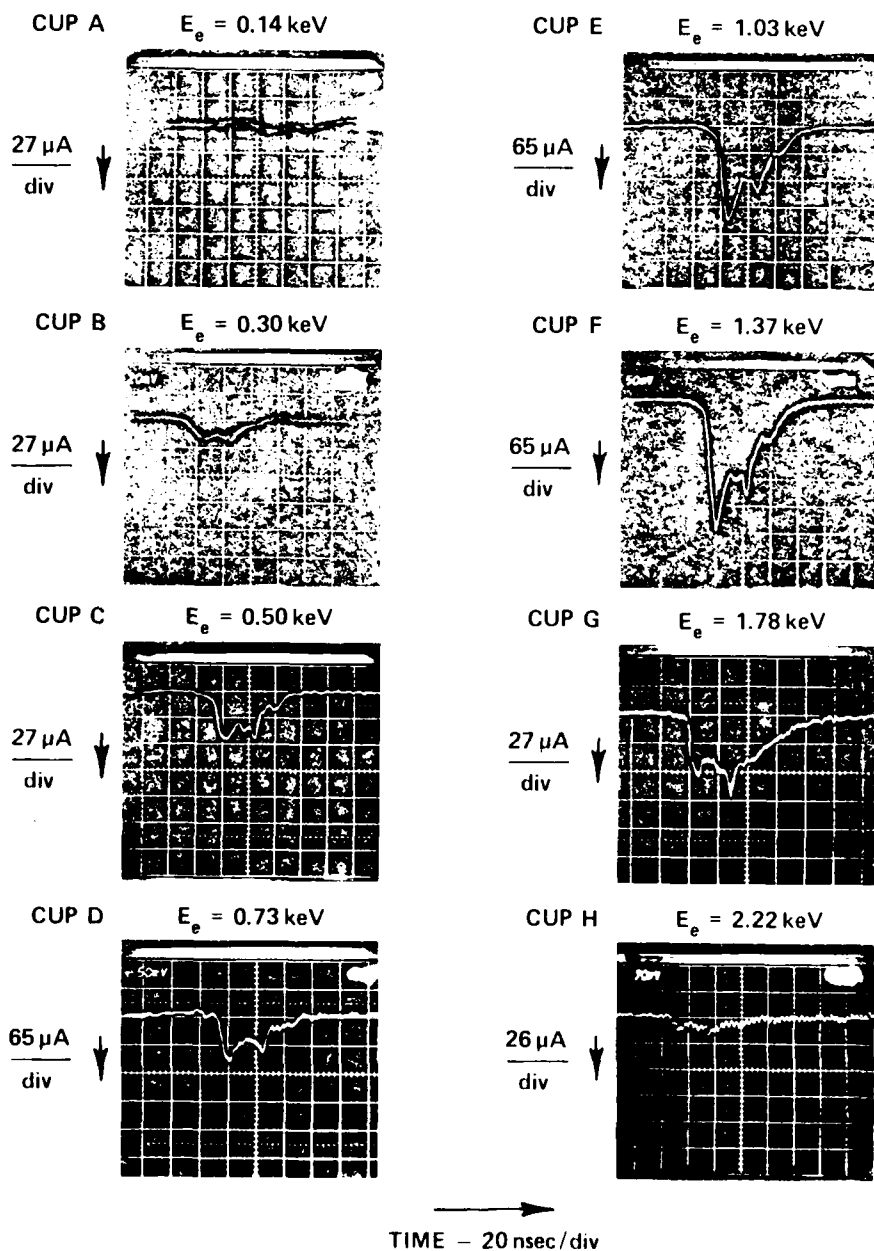 CUP A E_e = 0.14 keV
27 µA
div
CUP B E_e = 0.30 keV
27 µA
div
CUP C E_e = 0.50 keV
27 µA
div
CUP D E_e = 0.73 keV
50mV
65 µA
div
CUP E E_e = 1.03 keV
65 µA
div
CUP F E_e = 1.37 keV
65 µA
div
CUP G E_e = 1.78 keV
27 µA
div
CUP H E_e = 2.22 keV
26 µA
div
TIME – 20 nsec/div